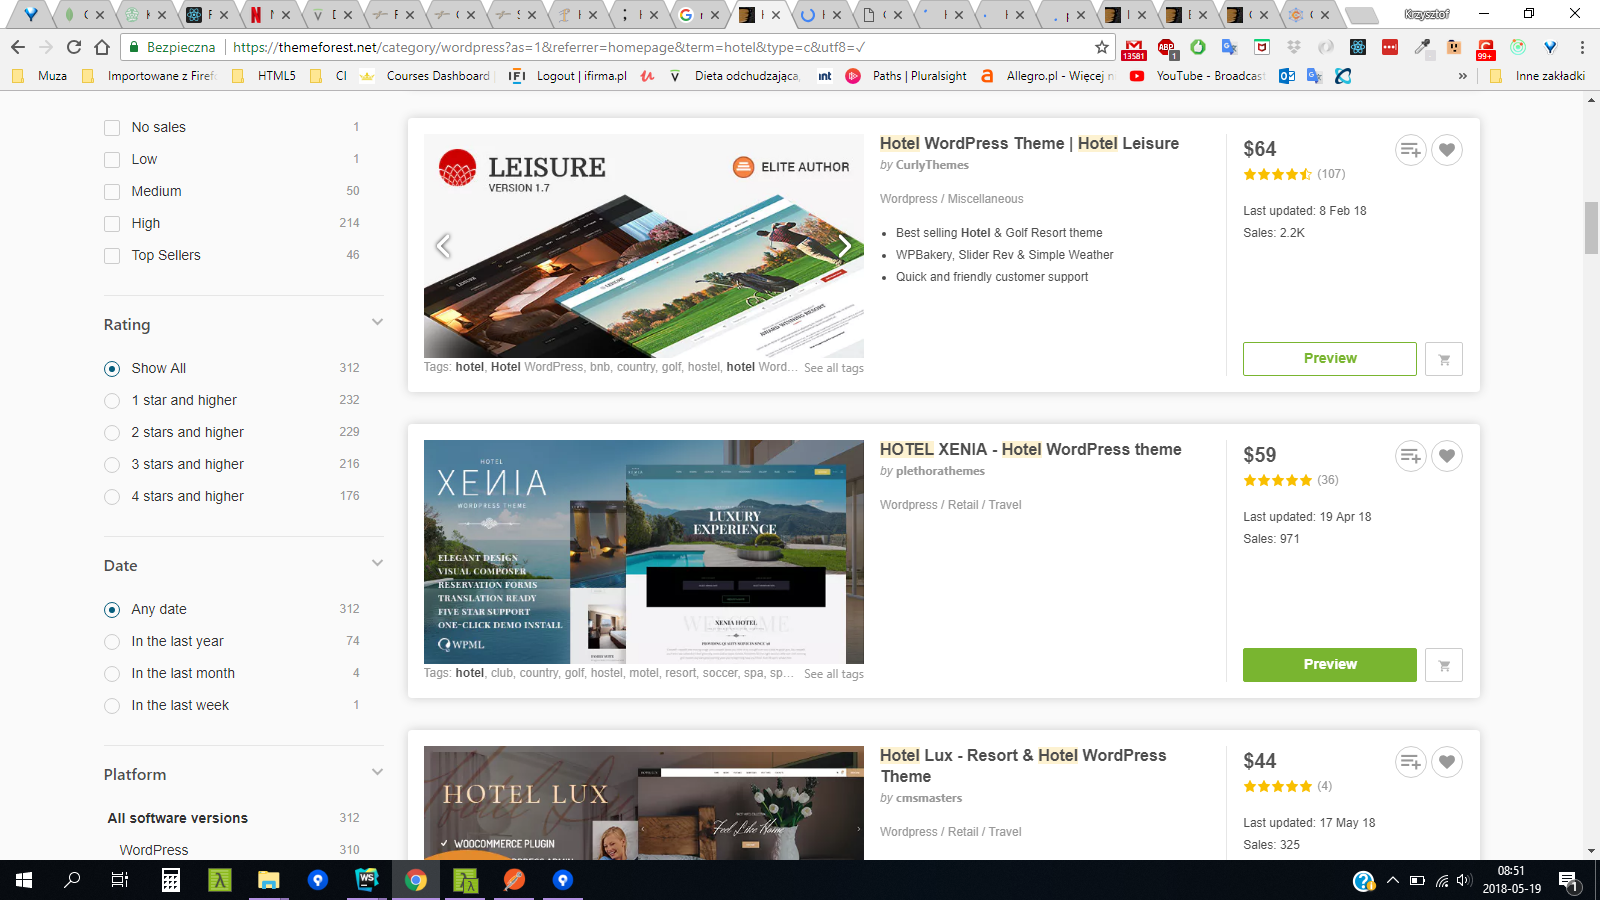 Krzysztof
Bezpieczna
https://themeforest.net/category/wordpress?as=1&referrer=homepage&term=hotel&type=c&utf8=✓
13581
1
99+
Muza
Importowane z Firef
HTML5
CI
Courses Dashboard
Logout | ifirma.pl
Dieta odchudzająca,
int
Paths | Pluralsight
Allegro.pl - Więcej n
YouTube - Broadcast
»
Inne zakładki
No sales 1
Low 1
Medium 50
High 214
Top Sellers 46
Rating
Show All 312
1 star and higher 232
2 stars and higher 229
3 stars and higher 216
4 stars and higher 176
Date
Any date 312
In the last year 74
In the last month 4
In the last week 1
Platform
All software versions 312
WordPress 310
LEISURE
VERSION 1.7
ELITE AUTHOR
LEISURE
AWARD WINNING RESORT
Tags: hotel, Hotel WordPress, bnb, country, golf, hostel, hotel Word... See all tags
Hotel WordPress Theme | Hotel Leisure
by CurlyThemes
Wordpress / Miscellaneous
• Best selling Hotel & Golf Resort theme
• WPBakery, Slider Rev & Simple Weather
• Quick and friendly customer support
$64
(107)
Last updated: 8 Feb 18
Sales: 2.2K
Preview
HOTEL
XENIA
WORDPRESS THEME
ELEGANT DESIGN
VISUAL COMPOSER
RESERVATION FORMS
TRANSLATION READY
FIVE STAR SUPPORT
ONE-CLICK DEMO INSTALL
WPML
LUXURY
EXPERIENCE
WELCOME
XENIA HOTEL
Tags: hotel, club, country, golf, hostel, motel, resort, soccer, spa, sp... See all tags
HOTEL XENIA - Hotel WordPress theme
by plethorathemes
Wordpress / Retail / Travel
$59
(36)
Last updated: 19 Apr 18
Sales: 971
Preview
HOTEL LUX
WOOCOMMERCE PLUGIN
Feel Like Home
Hotel Lux - Resort & Hotel WordPress
Theme
by cmsmasters
Wordpress / Retail / Travel
$44
(4)
Last updated: 17 May 18
Sales: 325
08:51
2018-05-19
1